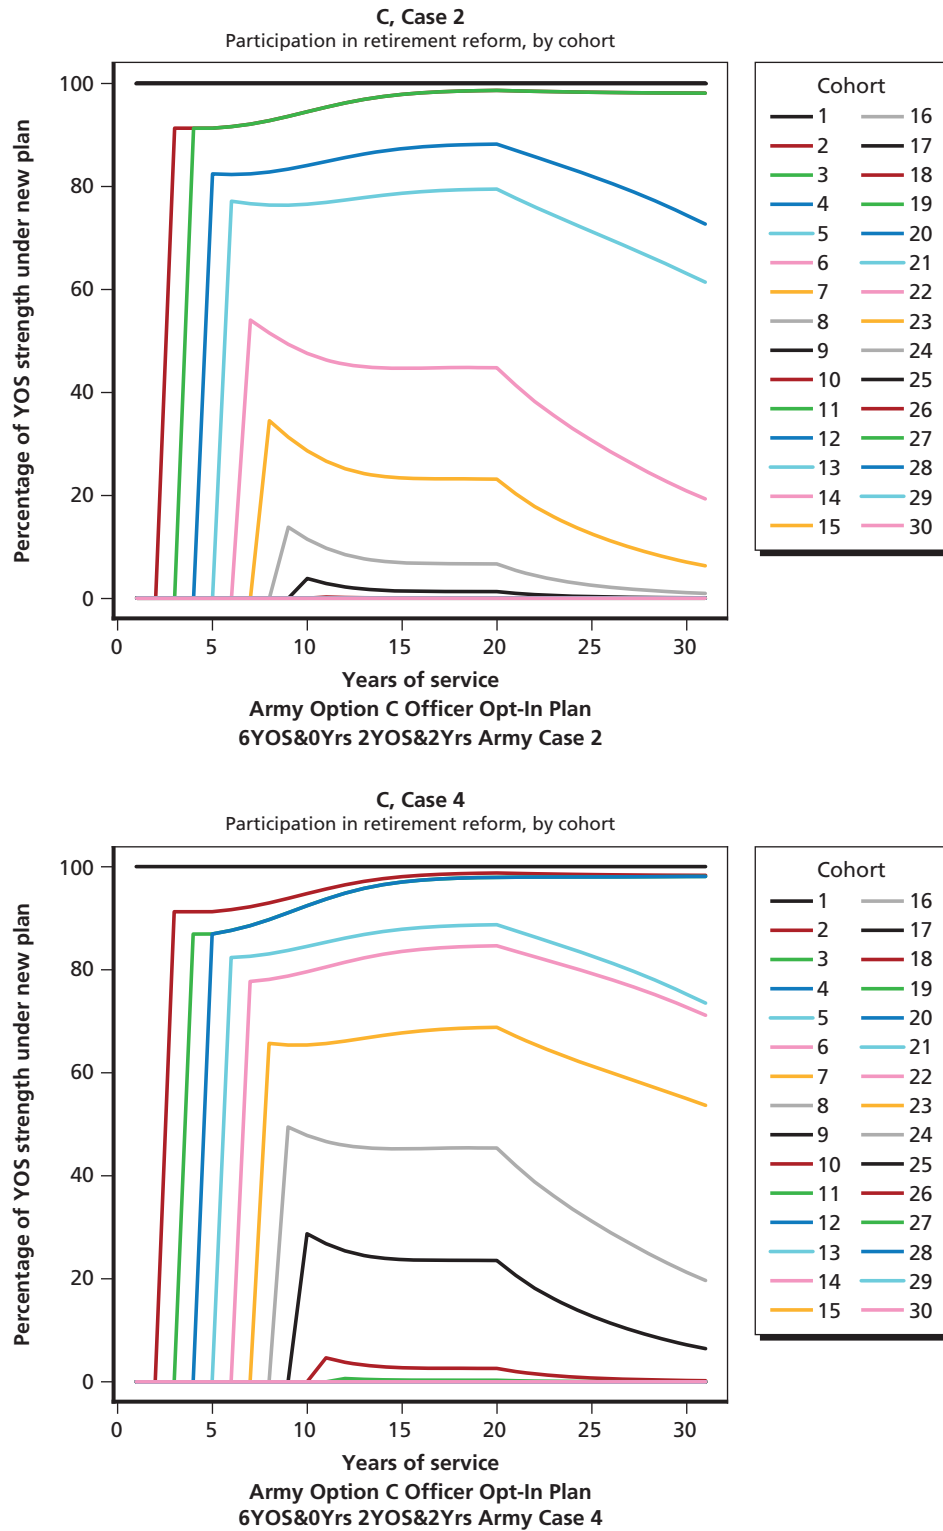 C, Case 2
Participation in retirement reform, by cohort
Percentage of YOS strength under new plan
100
80
60
40
20
0
0 5 10 15 20 25 30
Years of service
Army Option C Officer Opt-In Plan
6YOS&0Yrs 2YOS&2Yrs Army Case 2
Cohort
1 16
2 17
3 18
4 19
5 20
6 21
7 22
8 23
9 24
10 25
11 26
12 27
13 28
14 29
15 30
C, Case 4
Participation in retirement reform, by cohort
Percentage of YOS strength under new plan
100
80
60
40
20
0
0 5 10 15 20 25 30
Years of service
Army Option C Officer Opt-In Plan
6YOS&0Yrs 2YOS&2Yrs Army Case 4
Cohort
1 16
2 17
3 18
4 19
5 20
6 21
7 22
8 23
9 24
10 25
11 26
12 27
13 28
14 29
15 30